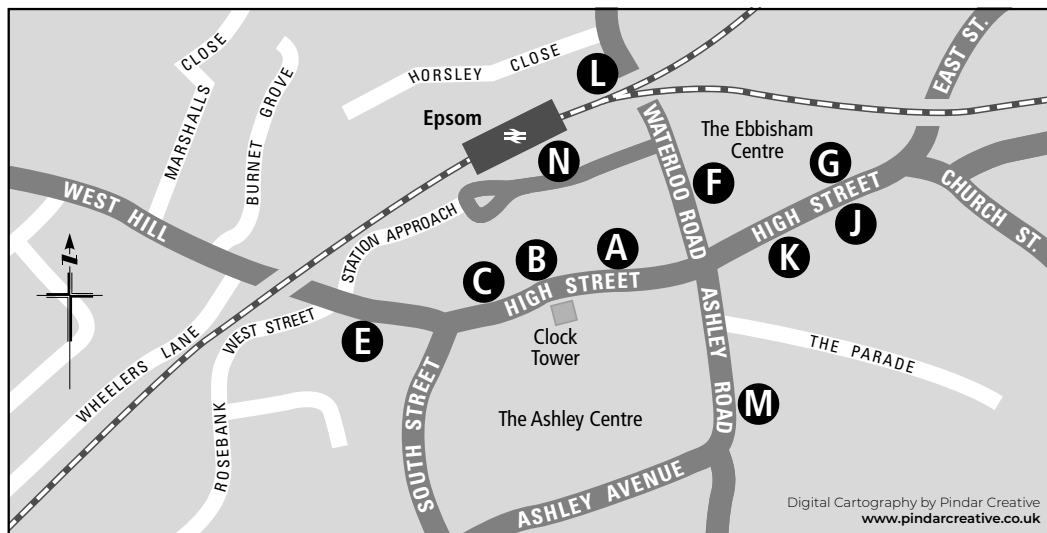 EAST ST.
CLOSE
HORSLEY CLOSE
L
MARSHALLS
BURNET GROVE
Epsom
N
WATERLOO ROAD
The Ebbisham
Centre
G
F
HIGH STREET
CHURCH ST.
WEST HILL
J
STATION APPROACH
K
A
B
C
HIGH STREET
N
ASHLEY ROAD
Clock
Tower
E
WEST STREET
WHEELERS LANE
THE PARADE
M
The Ashley Centre
ROSEBANK
SOUTH STREET
ASHLEY AVENUE
Digital Cartography by Pindar Creative
www.pindarcreative.co.uk